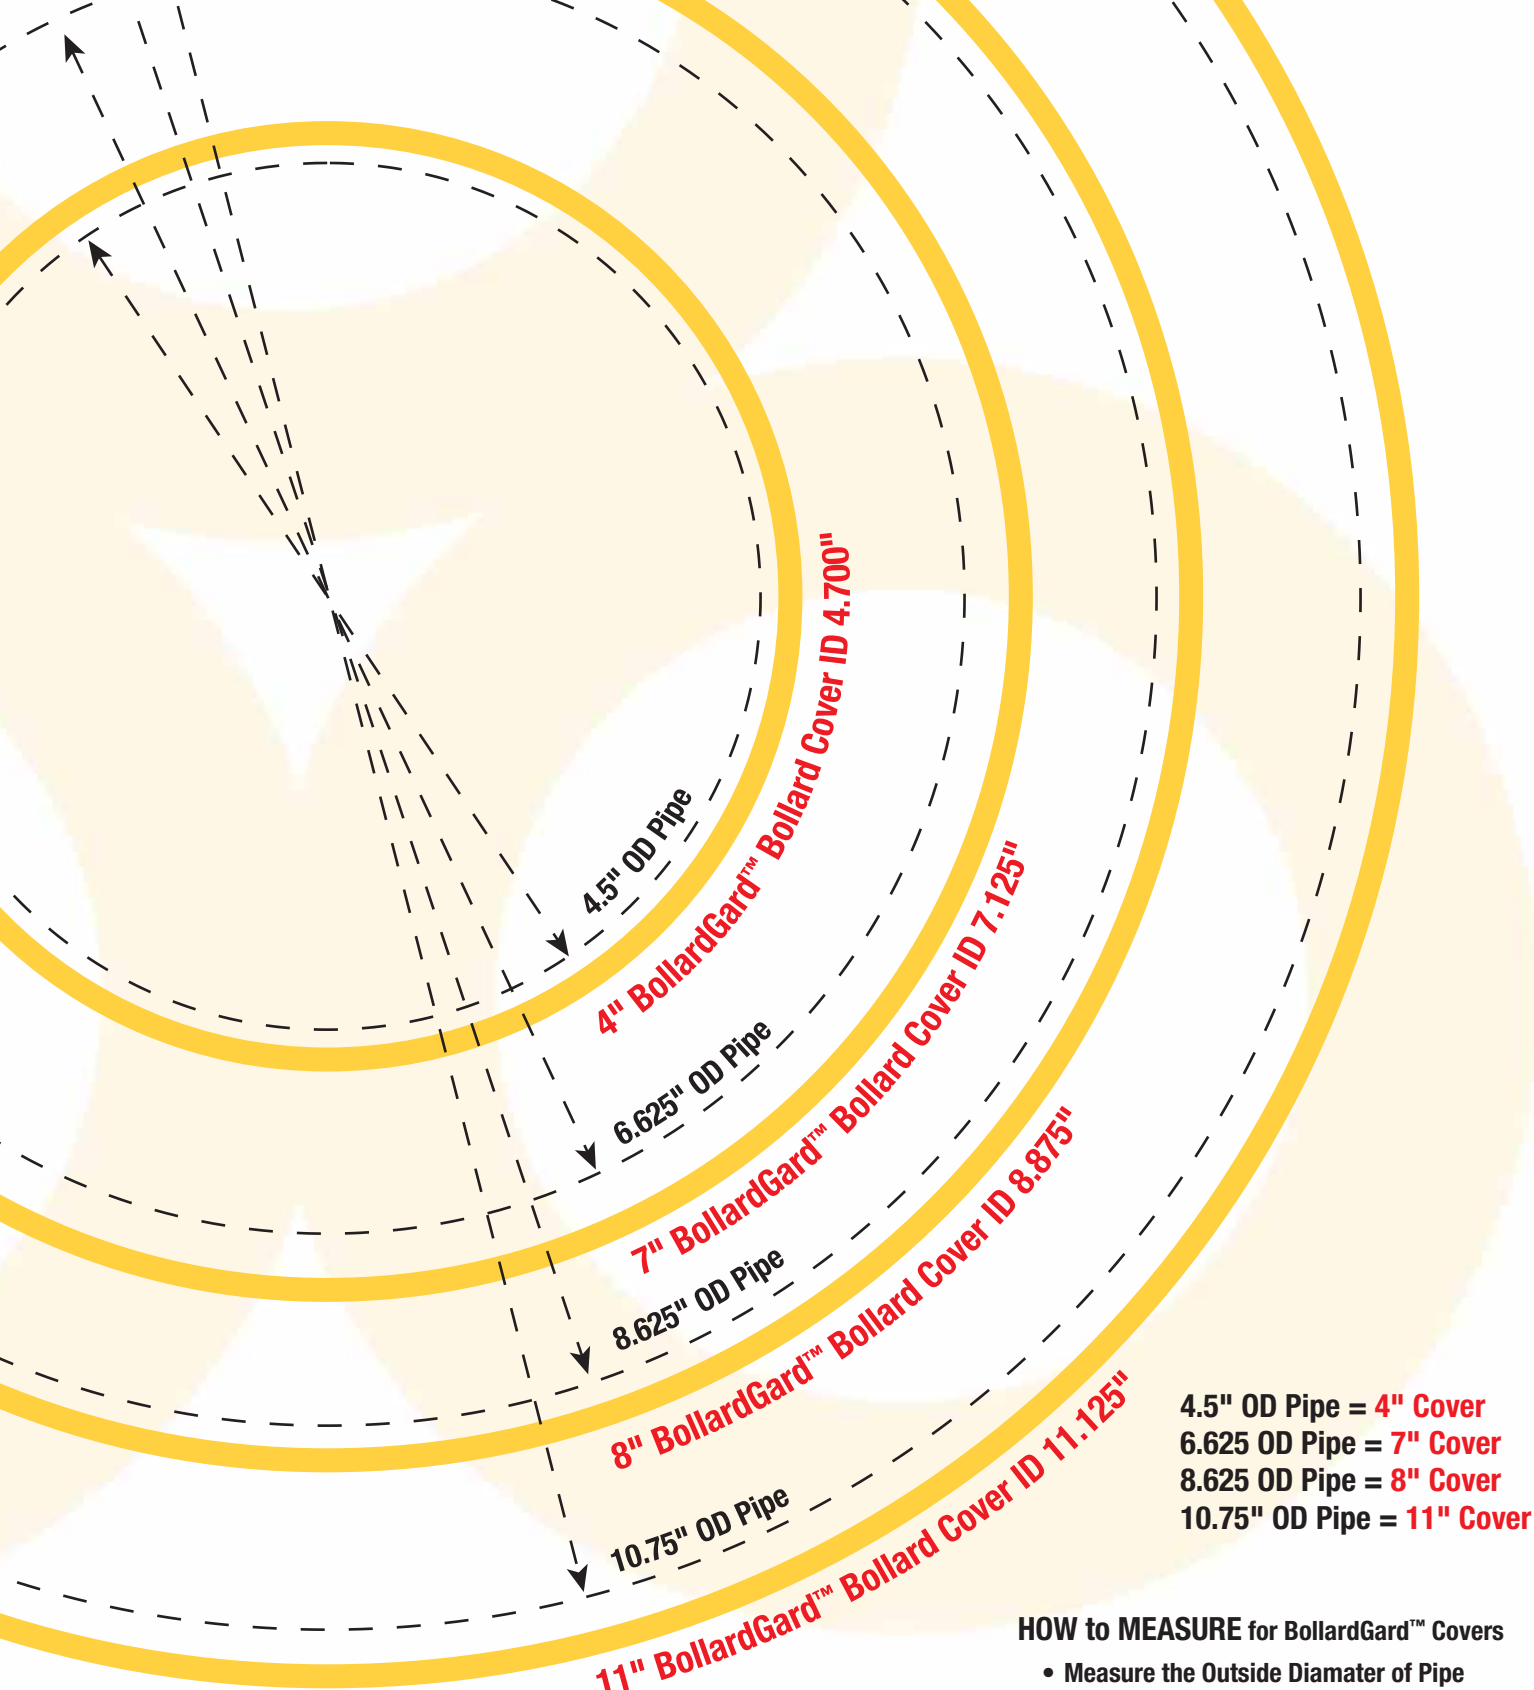 4.5" OD Pipe
4" BollardGard™ Bollard Cover ID 4.700"
6.625" OD Pipe
7" BollardGard™ Bollard Cover ID 7.125"
8.625" OD Pipe
8" BollardGard™ Bollard Cover ID 8.875"
10.75" OD Pipe
11" BollardGard™ Bollard Cover ID 11.125"
4.5" OD Pipe = 4" Cover
6.625 OD Pipe = 7" Cover
8.625 OD Pipe = 8" Cover
10.75" OD Pipe = 11" Cover
HOW to MEASURE for BollardGard™ Covers
• Measure the Outside Diamater of Pipe